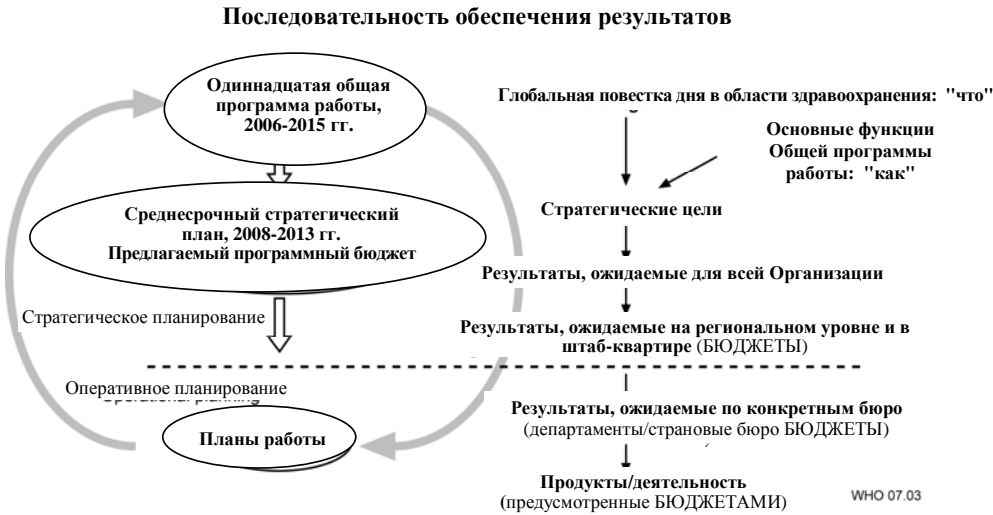 Последовательность обеспечения результатов
Одиннадцатая общая
программа работы,
2006-2015 гг.
Среднесрочный стратегический
план, 2008-2013 гг.
Предлагаемый программный бюджет
Стратегическое планирование
Оперативное планирование
Планы работы
Глобальная повестка дня в области здравоохранения: "что"
Основные функции
Общей программы
работы: "как"
Стратегические цели
Результаты, ожидаемые для всей Организации
Результаты, ожидаемые на региональном уровне и в
штаб-квартире (БЮДЖЕТЫ)
Результаты, ожидаемые по конкретным бюро
(департаменты/страновые бюро БЮДЖЕТЫ)
Продукты/деятельность
(предусмотренные БЮДЖЕТАМИ)
WHO 07.03